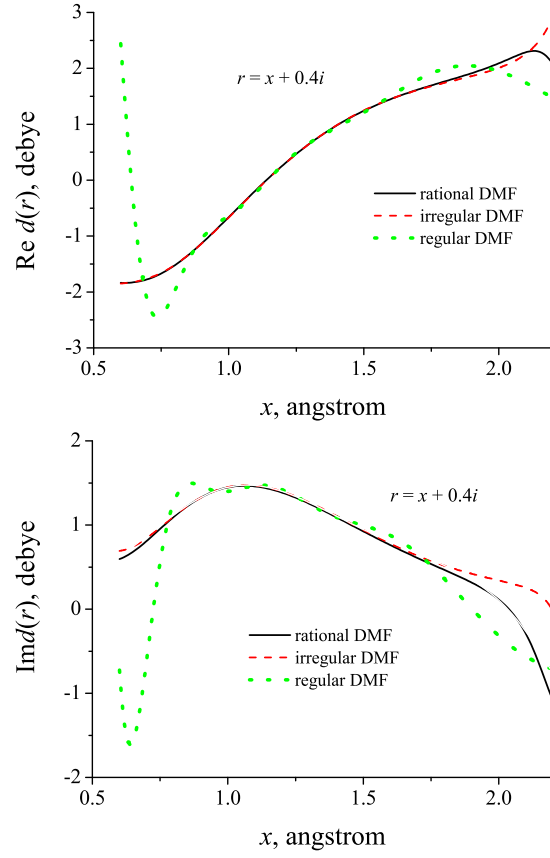 3
2
r = x + 0.4i
1
0
rational DMF
irregular DMF
-1
regular DMF
-2
-3
0.5
1.0
1.5
2.0
Re d(r), debye
x, angstrom
2
r = x + 0.4i
1
0
rational DMF
irregular DMF
regular DMF
-1
-2
0.5
1.0
1.5
2.0
Imd(r), debye
x, angstrom